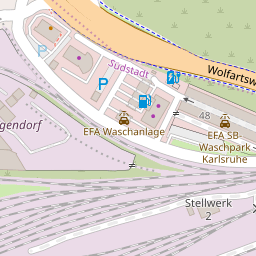 P
Südstadt
Wolfartsw
P
48
EFA Waschanlage
EFA SB-
Waschpark
Karlsruhe
gendorf
Stellwerk
2